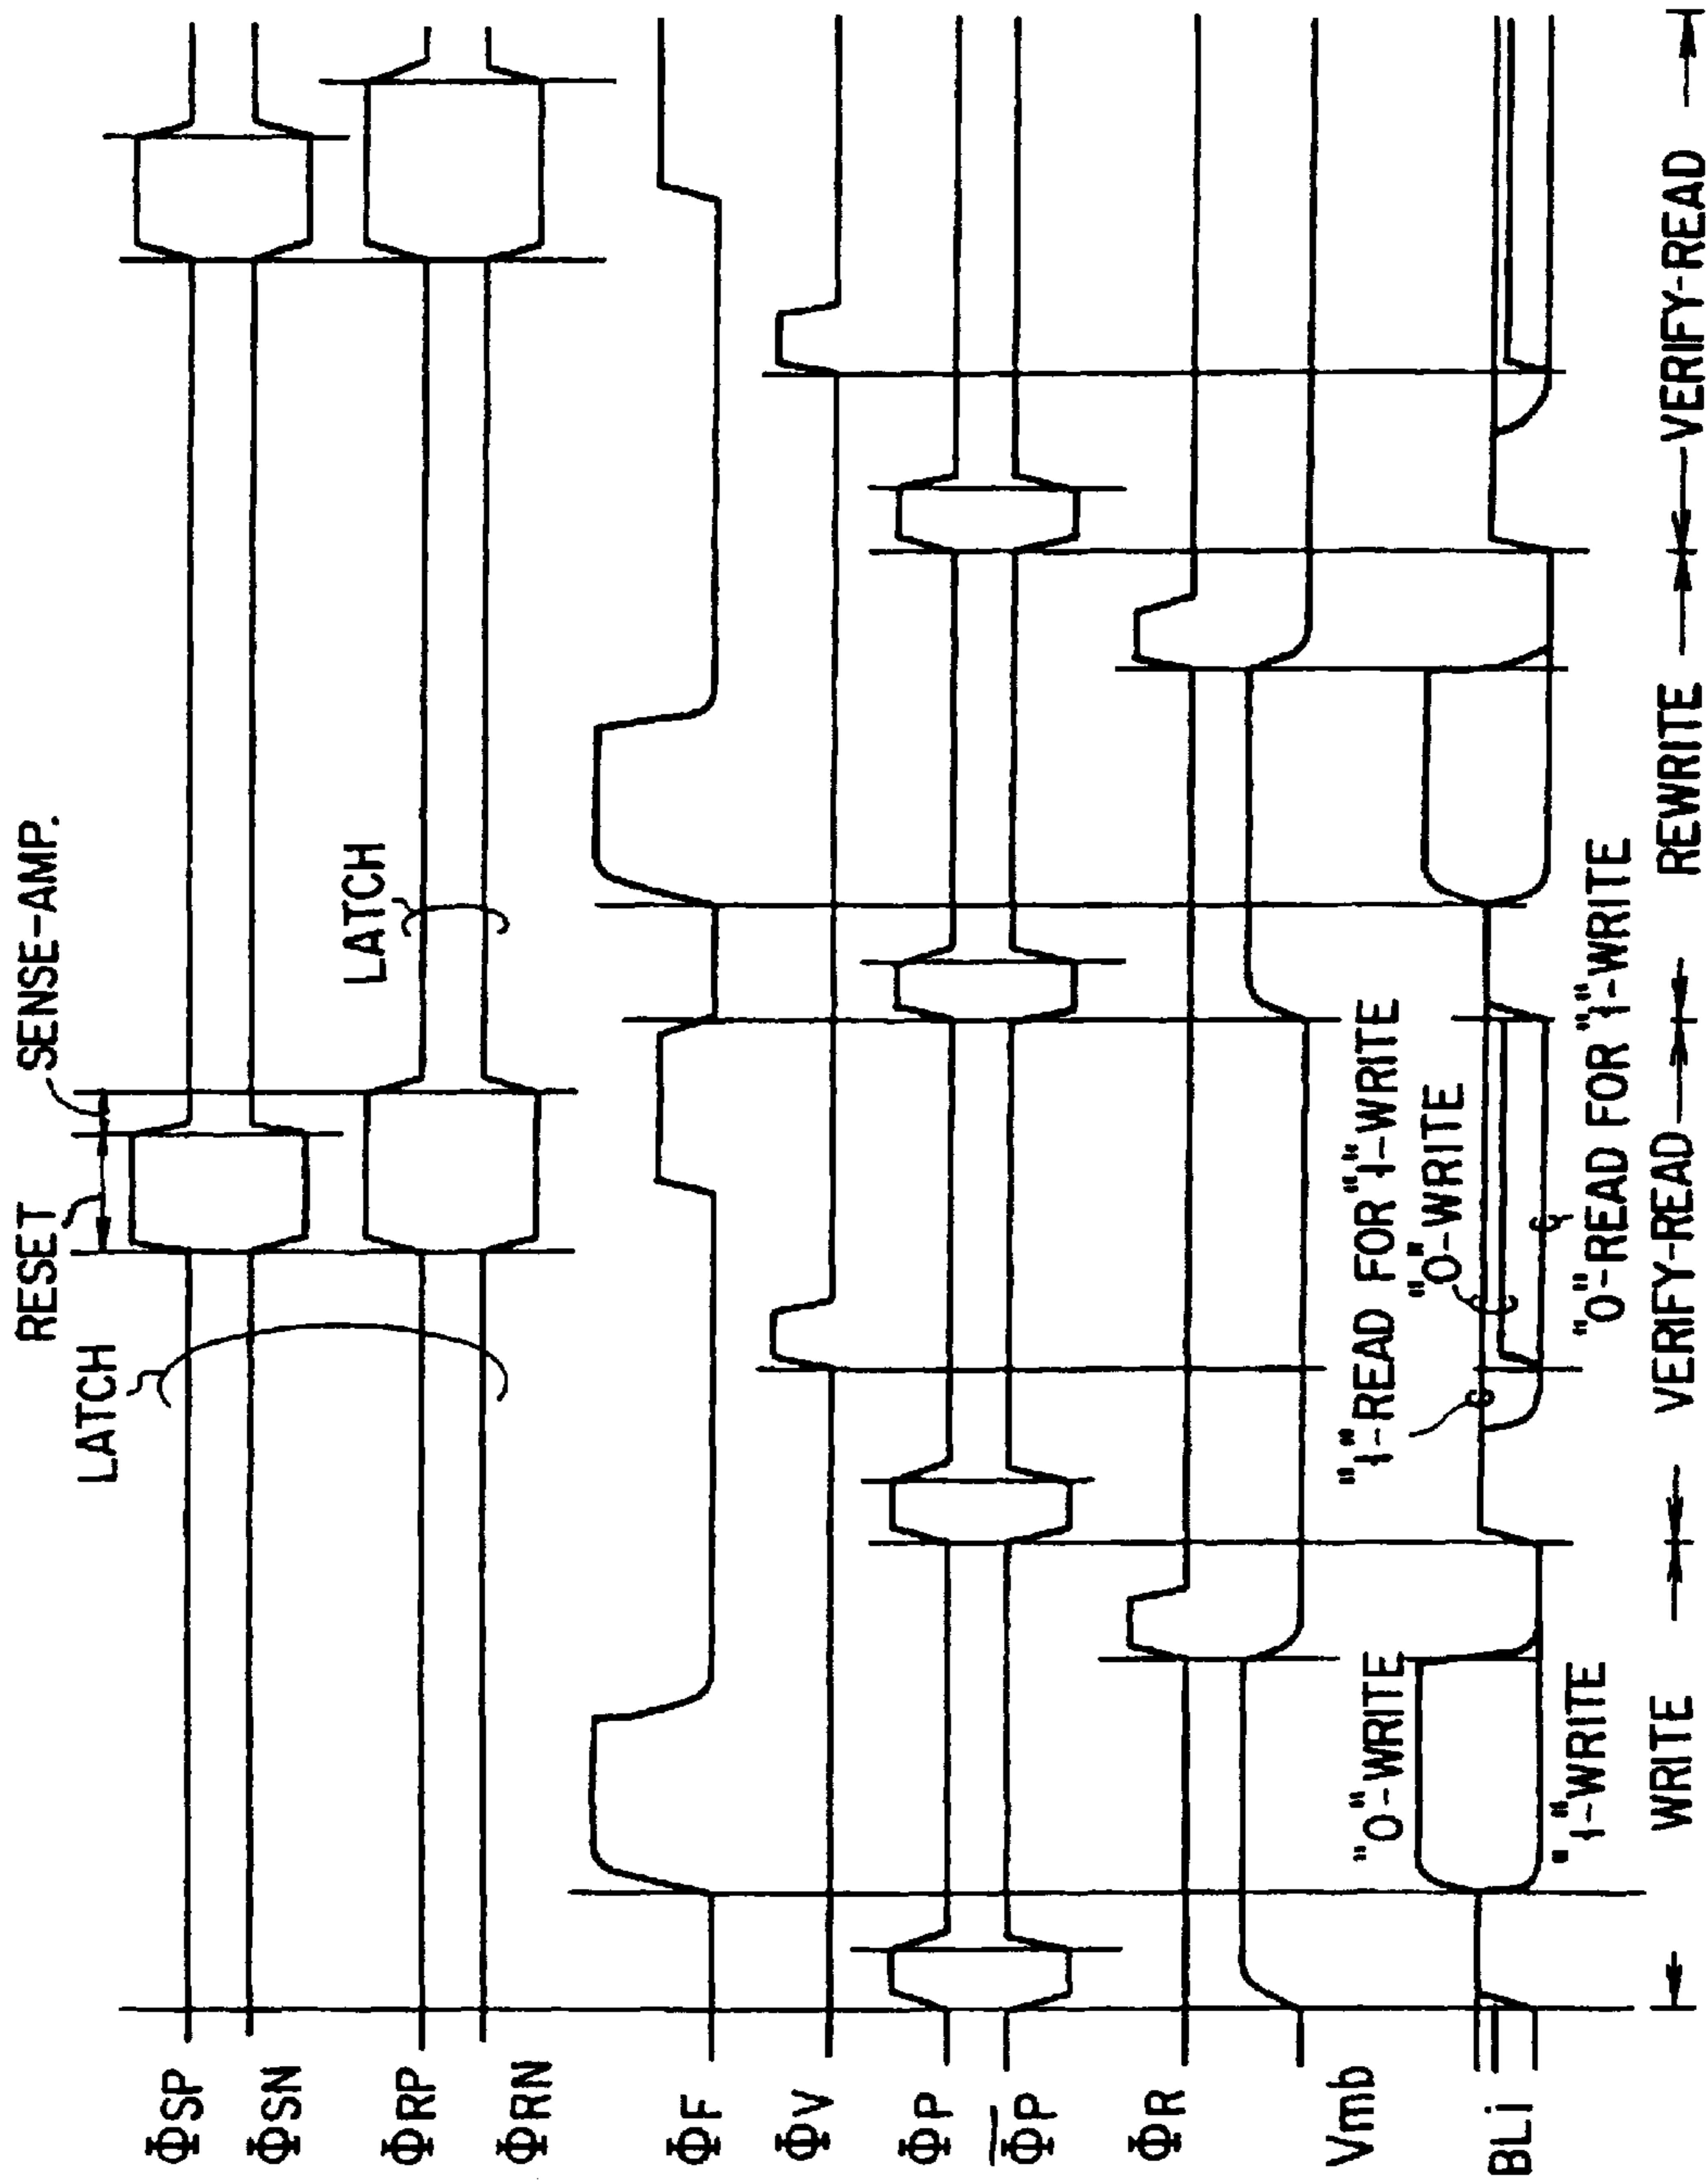 RESET
SENSE-AMP.
LATCH
LATCH
ΦSP
ΦSN
ΦRP
ΦRN
ΦF
ΦV
ΦP
Φ̅P
ΦR
Vmb
BLi
"0"-WRITE
"1"-WRITE
"1"-READ FOR "1"-WRITE
"0"-WRITE
"0"-READ FOR "1"-WRITE
WRITE
VERIFY-READ
REWRITE
VERIFY-READ